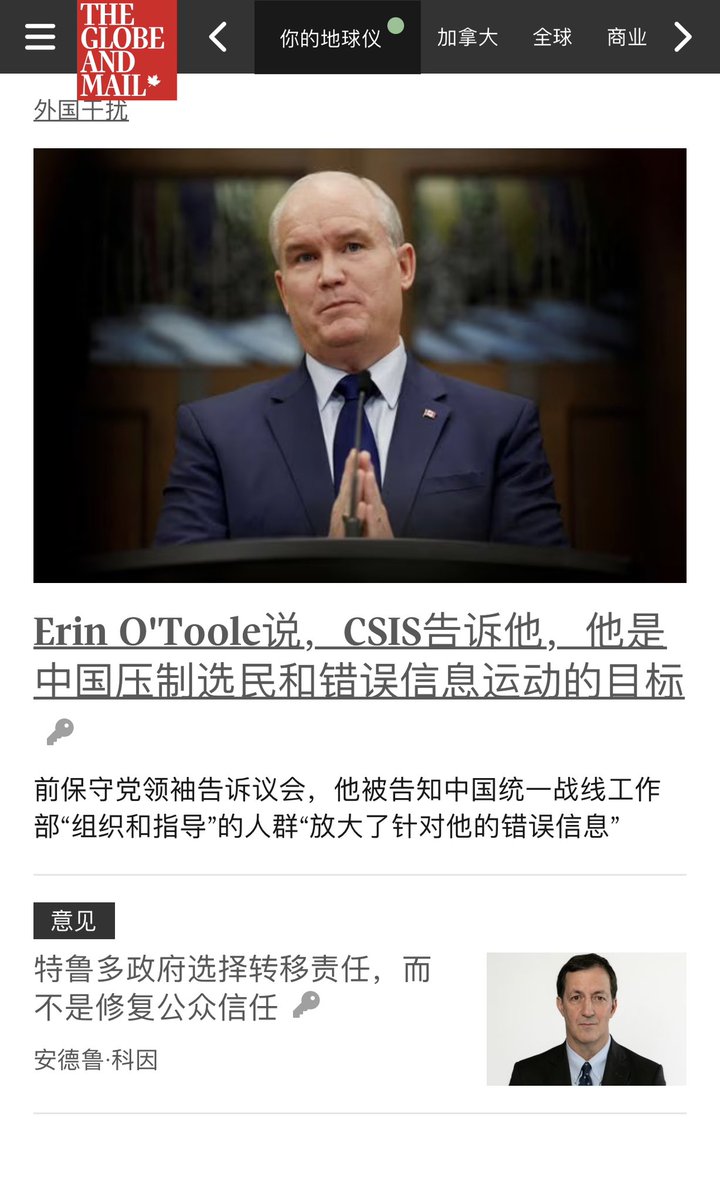 THE
GLOBE
AND
MAIL
你的地球仪
加拿大
全球
商业
外国干扰
Erin O'Toole说，CSIS告诉他，他是
中国压制选民和错误信息运动的目标
前保守党领袖告诉议会，他被告知中国统一战线工作
部“组织和指导”的人群“放大了针对他的错误信息”
意见
特鲁多政府选择转移责任，而
不是修复公众信任
安德鲁·科因